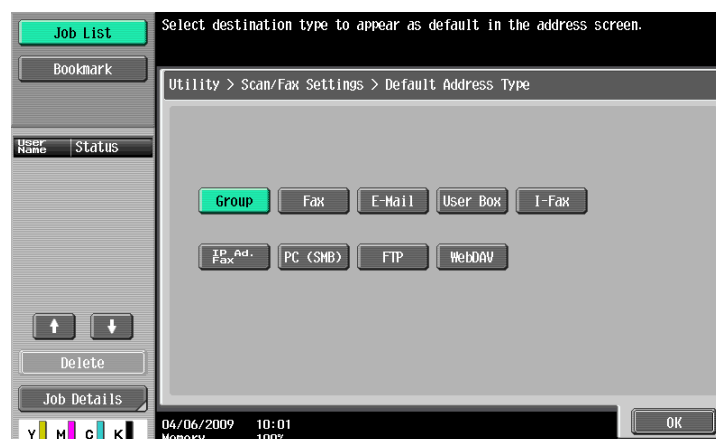 Job List
Bookmark
Select destination type to appear as default in the address screen.
Utility > Scan/Fax Settings > Default Address Type
User Name Status
Group Fax E-Mail User Box I-Fax
IP Ad. Fax PC (SMB) FTP WebDAV
Delete
Job Details
Y M C K
04/06/2009 10:01
Memory 100%
OK